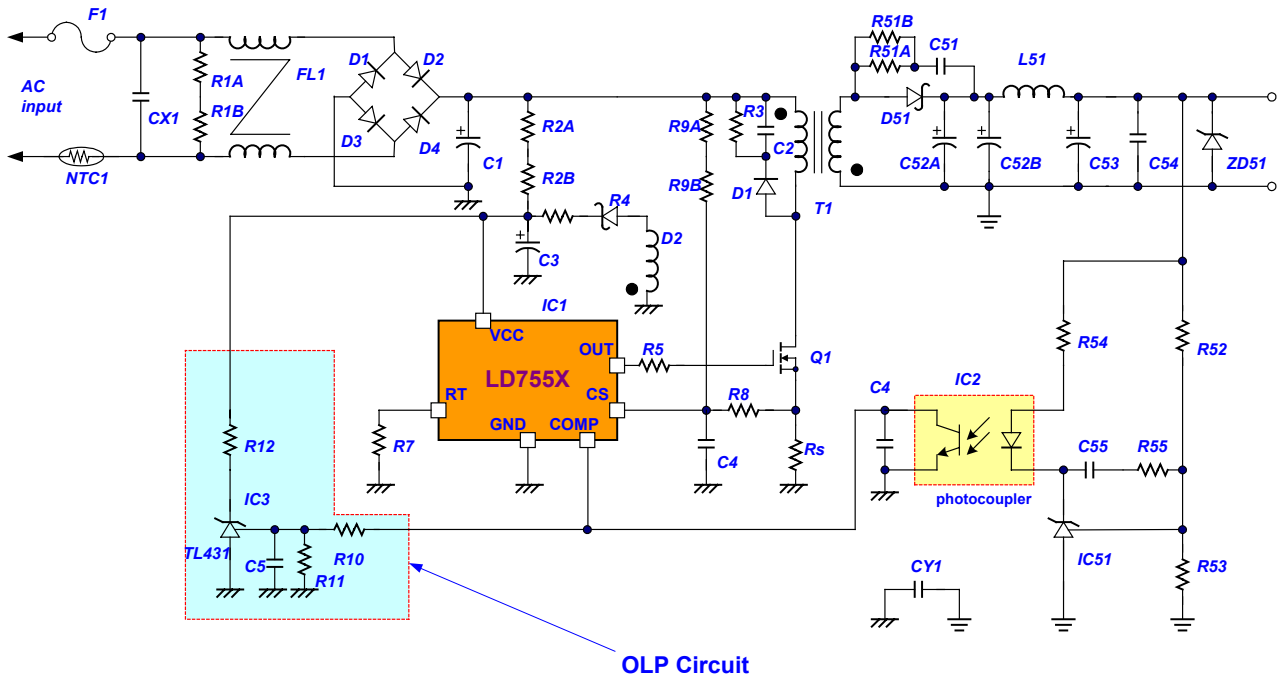 F1
R51B
R51A
C51
L51
D1
D2
R1A
FL1
AC
input
R3
D51
CX1
R1B
R2A
R9A
C2
D3
D4
C1
C52A
C52B
C53
C54
ZD51
NTC1
R2B
R9B
D1
R4
T1
D2
C3
IC1
VCC
OUT
R5
Q1
R54
R52
LD755X
IC2
RT
CS
R8
C4
GND
COMP
R12
R7
C4
Rs
C55
R55
IC3
photocoupler
TL431
C5
R10
R11
IC51
R53
CY1
OLP Circuit